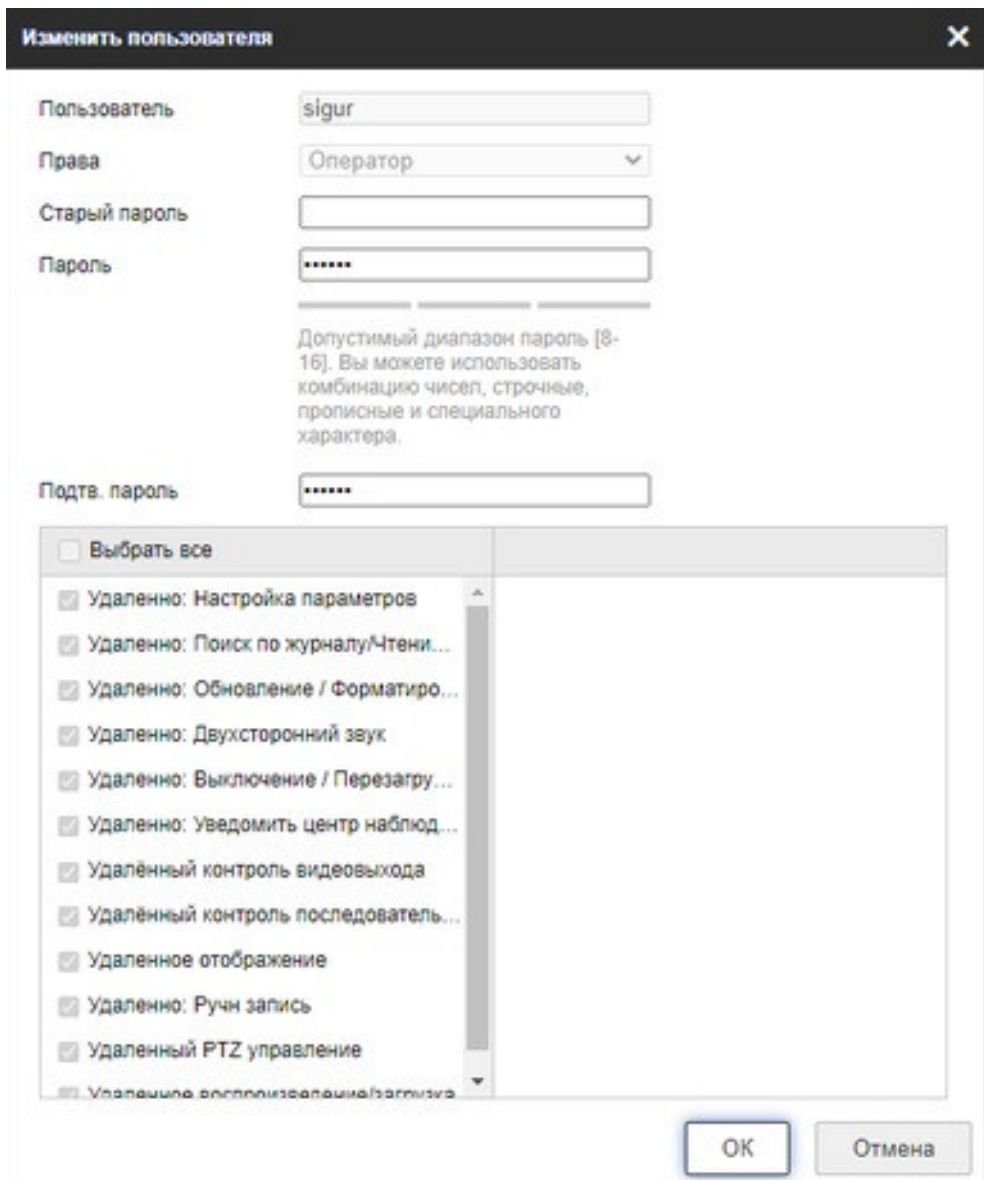 Изменить пользователя
Пользователь sigur
Права Оператор
Старый пароль
Пароль ••••••
Допустимый диапазон пароль [8-
16]. Вы можете использовать
комбинацию чисел, строчные,
прописные и специального
характера.
Подтв. пароль ••••••
Выбрать все
Удаленно: Настройка параметров
Удаленно: Поиск по журналу/Чтени...
Удаленно: Обновление / Форматиро...
Удаленно: Двухсторонний звук
Удаленно: Выключение / Перезагру...
Удаленно: Уведомить центр наблюд...
Удалённый контроль видеовыхода
Удалённый контроль последователь...
Удаленное отображение
Удаленно: Ручн запись
Удаленный PTZ управление
Удаленное воспроизведение/загрузка
OK
Отмена